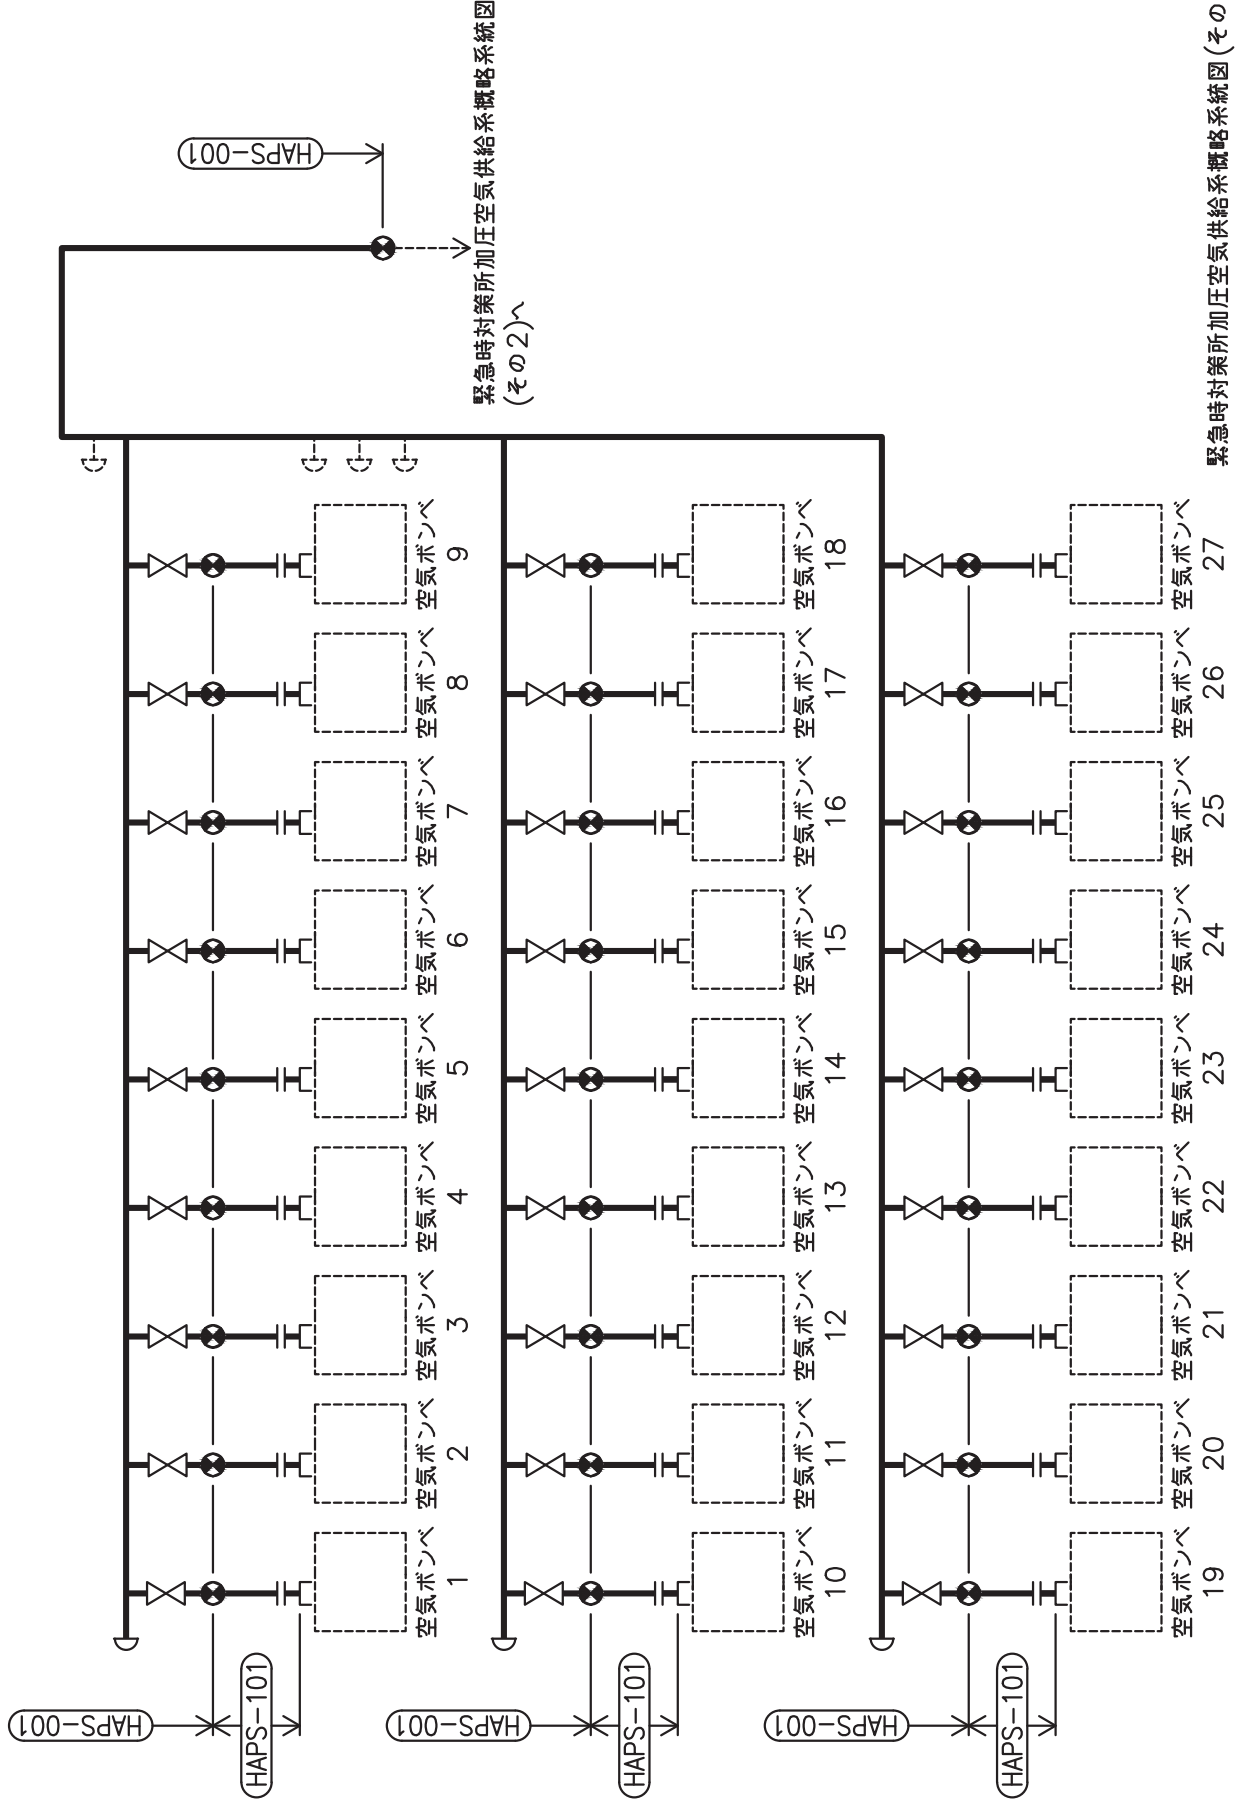 HAPS-001
緊急時対策所加圧空気供給系概略系統図
(その2)へ
HAPS-001
HAPS-101
空気ボンベ
1
空気ボンベ
2
空気ボンベ
3
空気ボンベ
4
空気ボンベ
5
空気ボンベ
6
空気ボンベ
7
空気ボンベ
8
空気ボンベ
9
HAPS-001
HAPS-101
空気ボンベ
10
空気ボンベ
11
空気ボンベ
12
空気ボンベ
13
空気ボンベ
14
空気ボンベ
15
空気ボンベ
16
空気ボンベ
17
空気ボンベ
18
HAPS-001
HAPS-101
空気ボンベ
19
空気ボンベ
20
空気ボンベ
21
空気ボンベ
22
空気ボンベ
23
空気ボンベ
24
空気ボンベ
25
空気ボンベ
26
空気ボンベ
27
緊急時対策所加圧空気供給系概略系統図(その